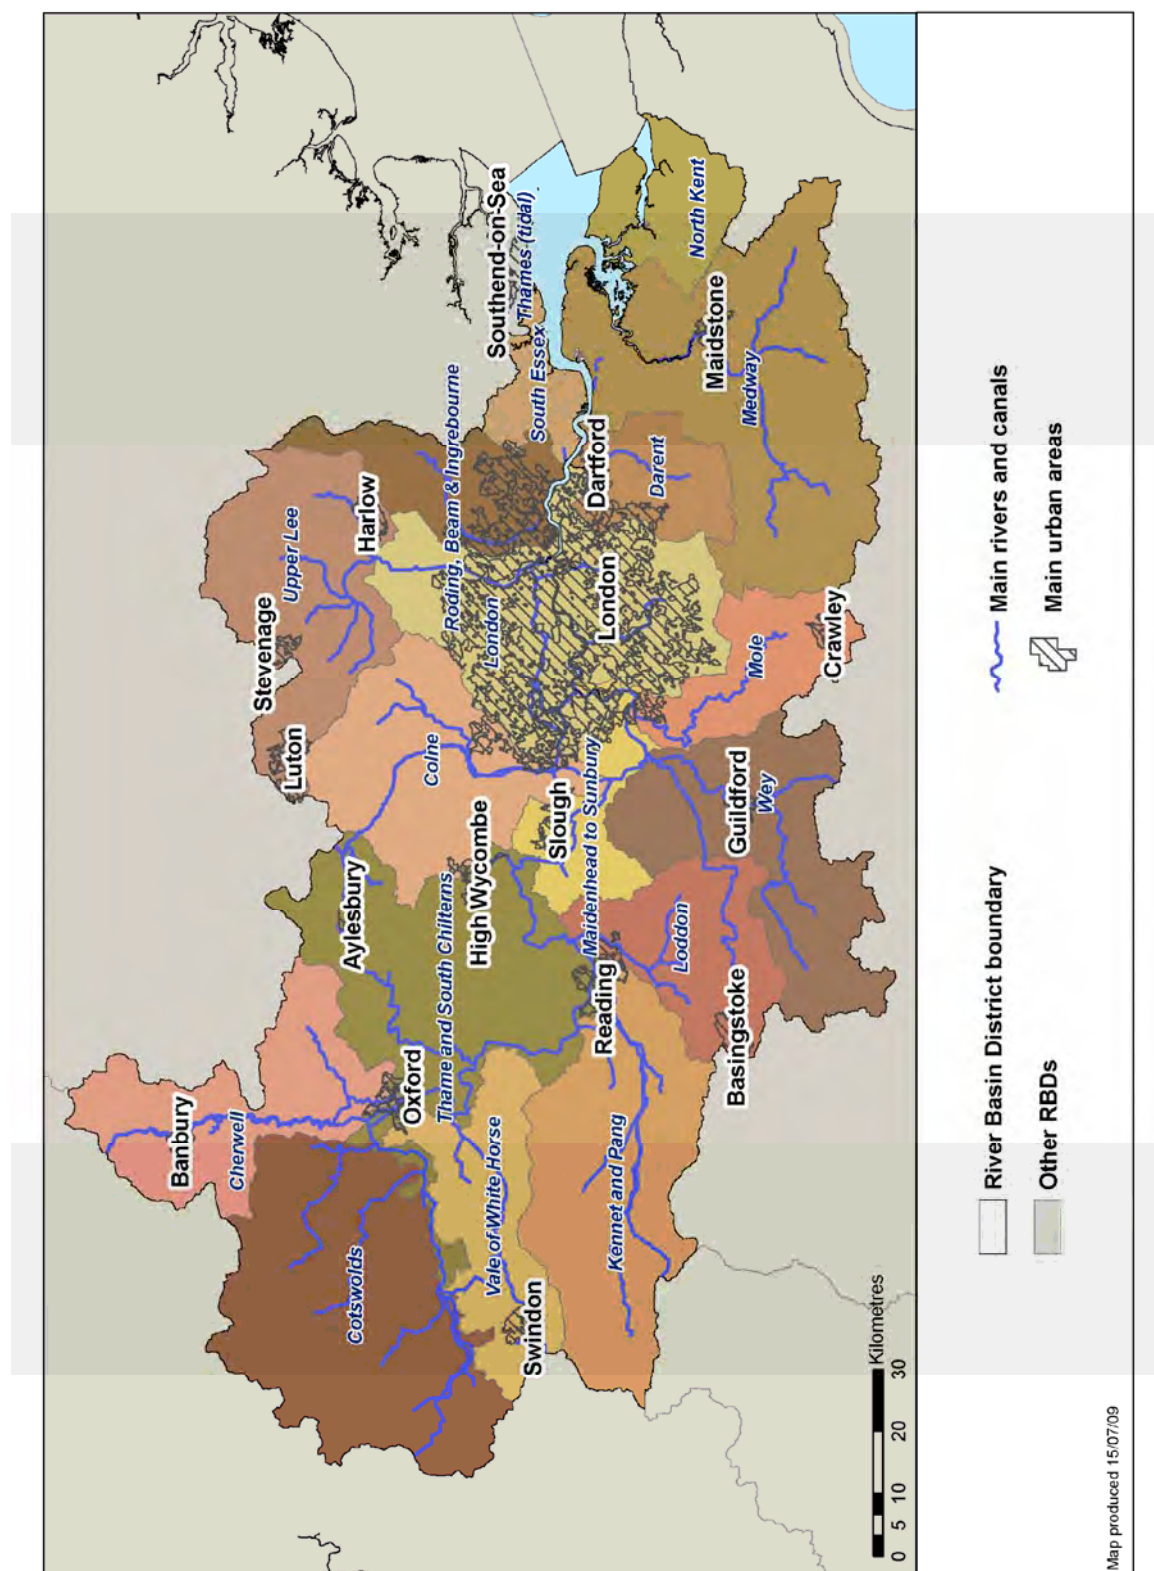 Banbury
Cherwell
Cotswolds
Oxford
Aylesbury
Thame and South Chilterns
High Wycombe
Vale of White Horse
Swindon
Kennet and Pang
Reading
Basingstoke
Loddon
Maidenhead to Sunbury
Slough
Guildford
Wey
Colne
Luton
Stevenage
Upper Lee
Harlow
Roding, Beam & Ingrebourne
London
London
Mole
Crawley
Dartford
Darent
South Essex
Southend-on-Sea
Thames (tidal)
Maidstone
Medway
North Kent
0 5 10 20 30
Kilometres
River Basin District boundary
Other RBDs
Main rivers and canals
Main urban areas
Map produced 15/07/09